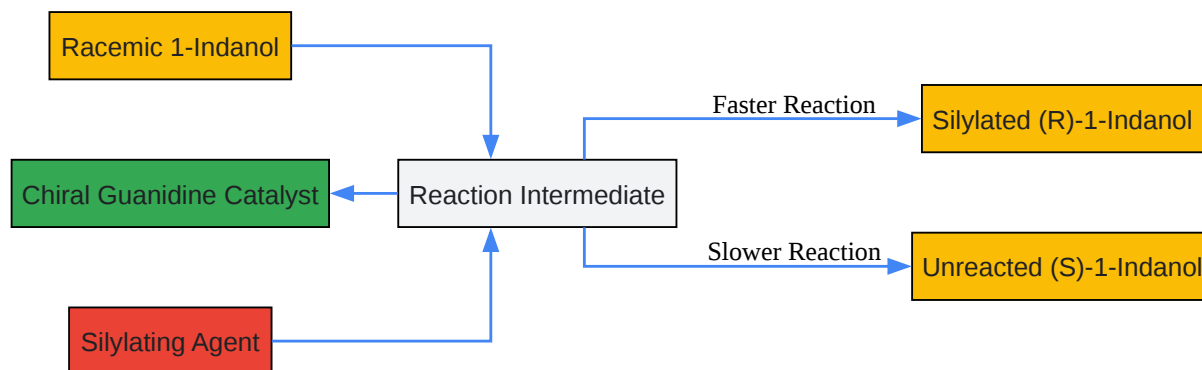 Racemic 1-Indanol
Faster Reaction
Silylated (R)-1-Indanol
Chiral Guanidine Catalyst
Reaction Intermediate
Slower Reaction
Unreacted (S)-1-Indanol
Silylating Agent